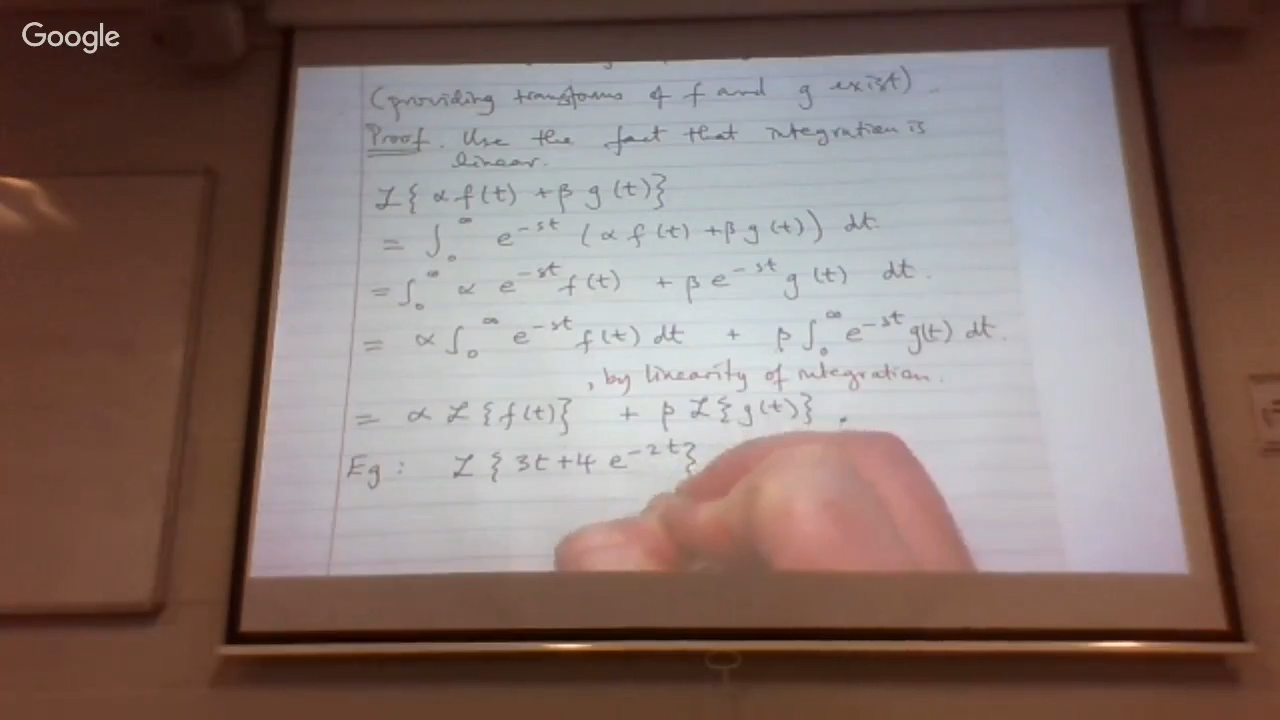 Google
(providing transforms of f and g exist).
Proof. Use the fact that integration is
linear.
ℒ{αf(t) + βg(t)}
= ∫₀^∞ e^{-st} (αf(t) + βg(t)) dt.
= ∫₀^∞ α e^{-st} f(t) + β e^{-st} g(t) dt.
= α∫₀^∞ e^{-st} f(t) dt + β∫₀^∞ e^{-st} g(t) dt.
, by linearity of integration.
= αℒ{f(t)} + βℒ{g(t)}.
Eg: ℒ{3t+4e^{-2t}}